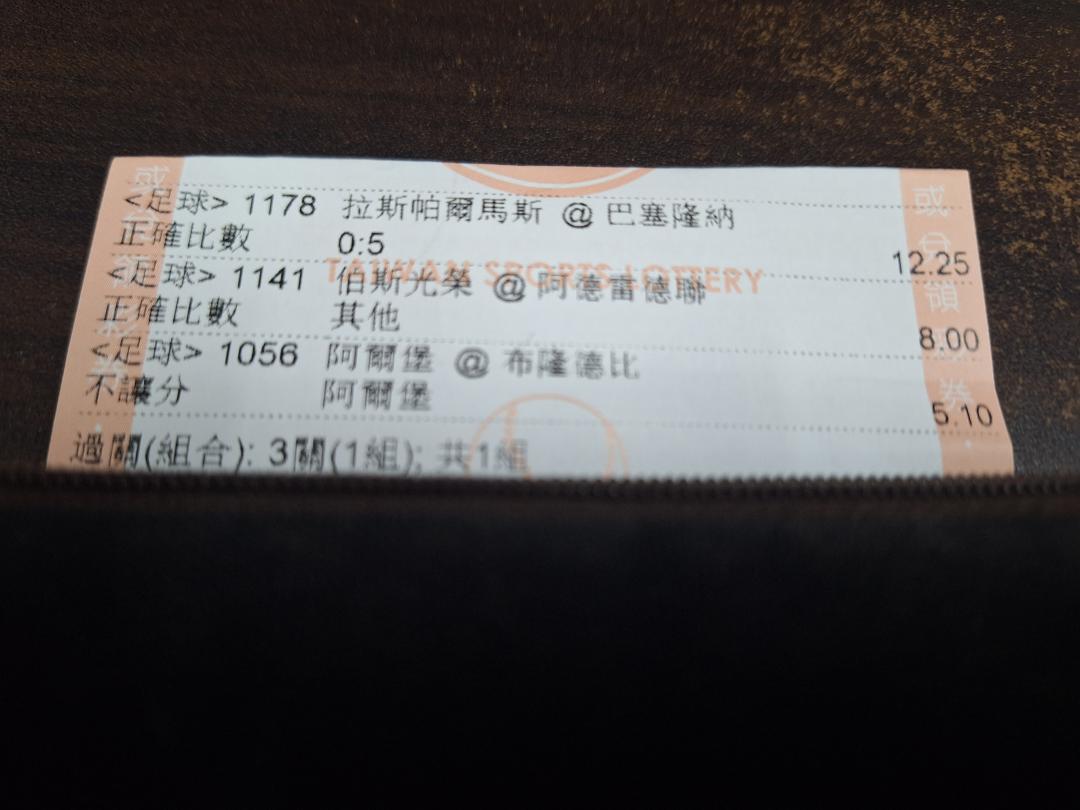 <足球> 1178 拉斯帕爾馬斯 @ 巴塞隆納
正確比數 0:5 12.25
TAIWAN SPORTS LOTTERY
<足球> 1141 伯斯光榮 @ 阿德雷德聯
正確比數 其他 8.00
<足球> 1056 阿爾堡 @ 布隆德比
不讓分 阿爾堡 5.10
過關(組合): 3關(1組); 共1組